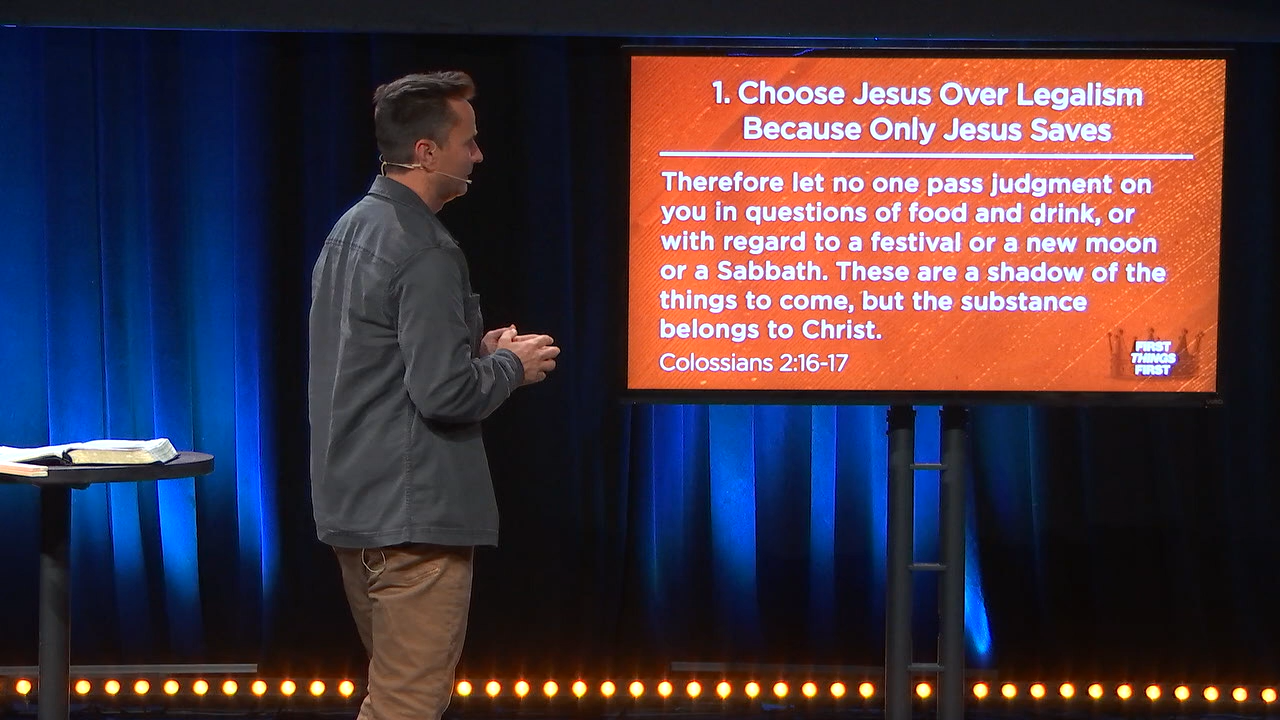 1. Choose Jesus Over Legalism
Because Only Jesus Saves
Therefore let no one pass judgment on
you in questions of food and drink, or
with regard to a festival or a new moon
or a Sabbath. These are a shadow of the
things to come, but the substance
belongs to Christ.
Colossians 2:16-17
FIRST
THINGS
FIRST
VIZIO